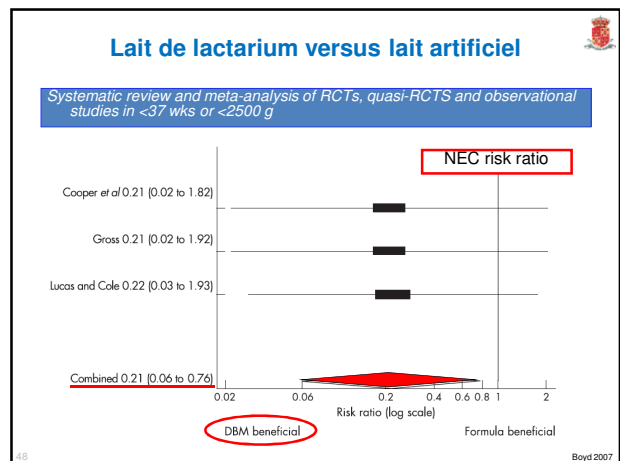 Lait de lactarium versus lait artificiel
Systematic review and meta-analysis of RCTs, quasi-RCTS and observational
studies in <37 wks or <2500 g
NEC risk ratio
Cooper et al 0.21 (0.02 to 1.82)
Gross 0.21 (0.02 to 1.92)
Lucas and Cole 0.22 (0.03 to 1.93)
Combined 0.21 (0.06 to 0.76)
0.02 0.06 0.2 0.4 0.6 0.8 1 2
Risk ratio (log scale)
DBM beneficial Formula beneficial
48 Boyd 2007